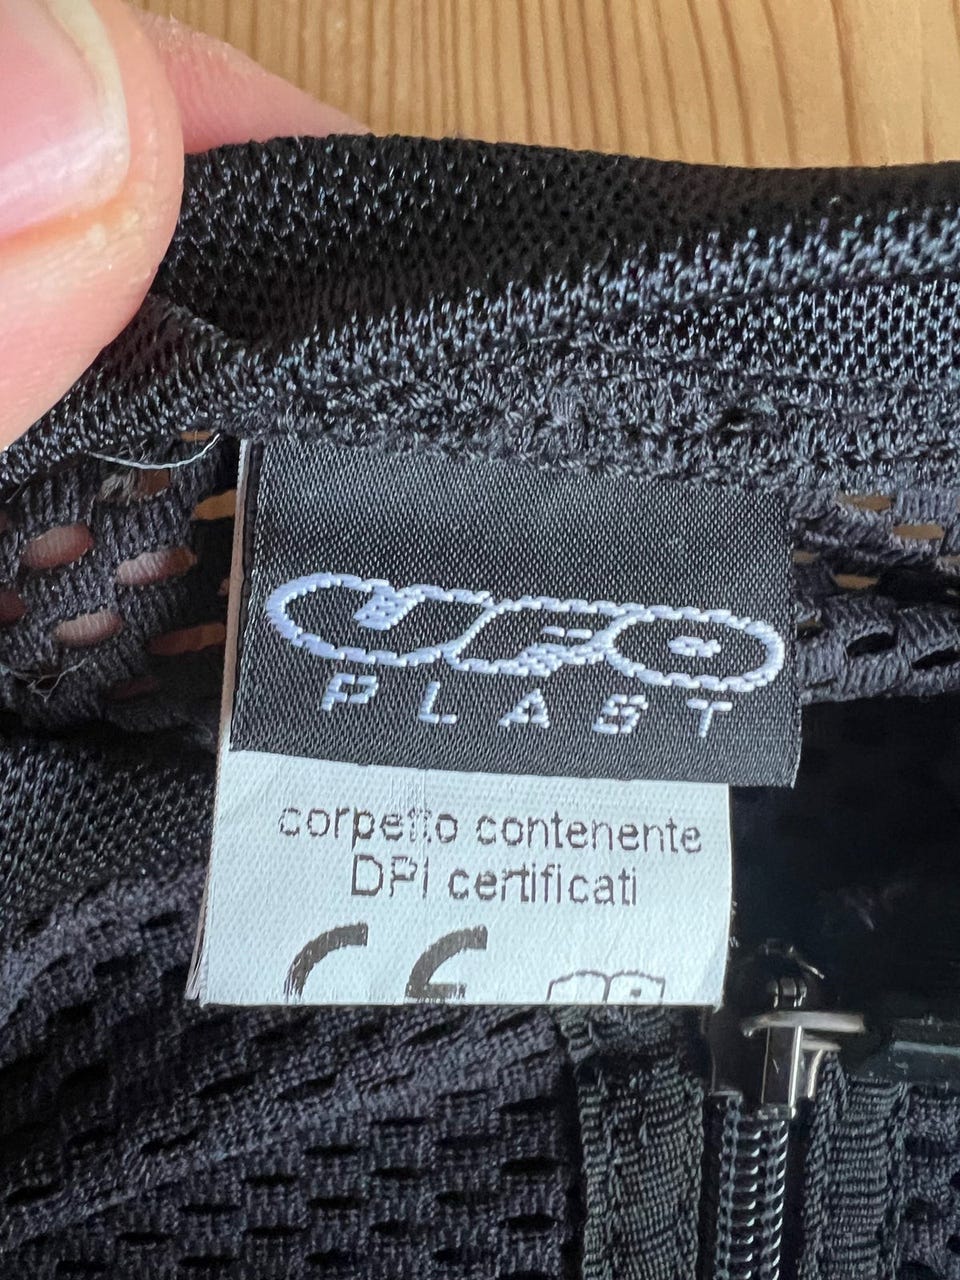 UFO
PLAST
corpetto contenente
DPI certificati
CE